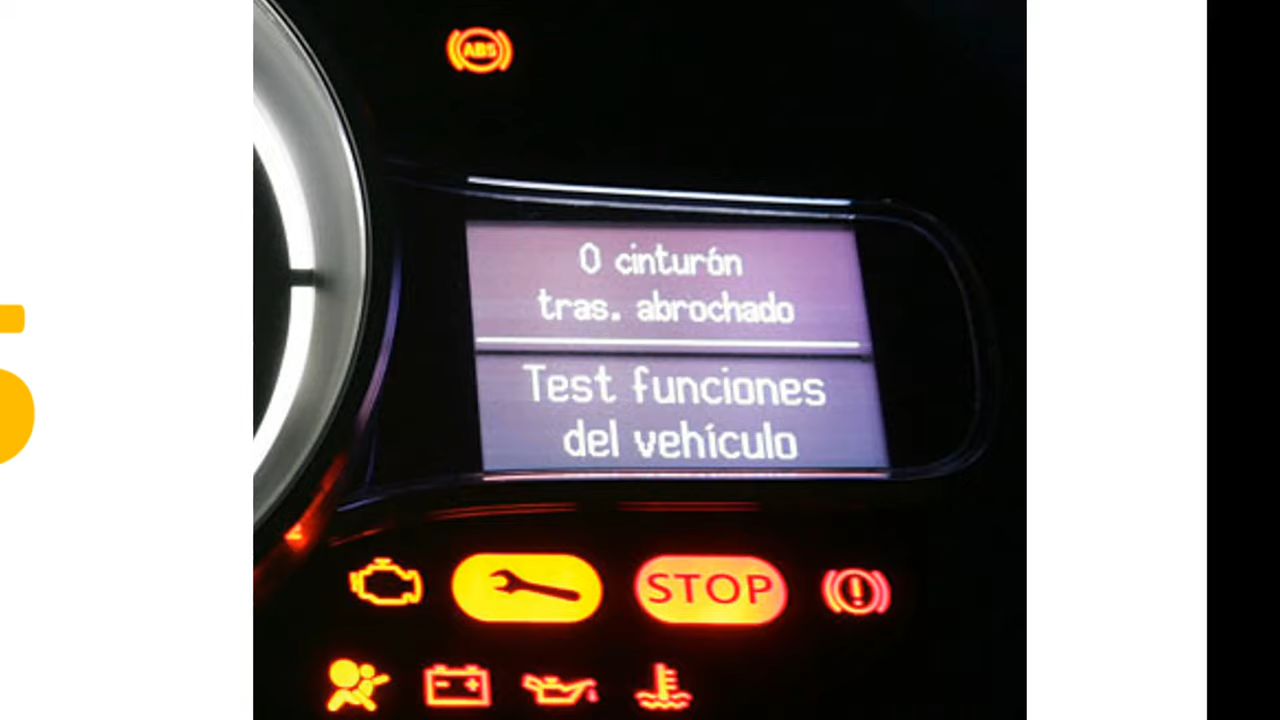 ABS
0 cinturón
tras. abrochado
Test funciones
del vehículo
STOP